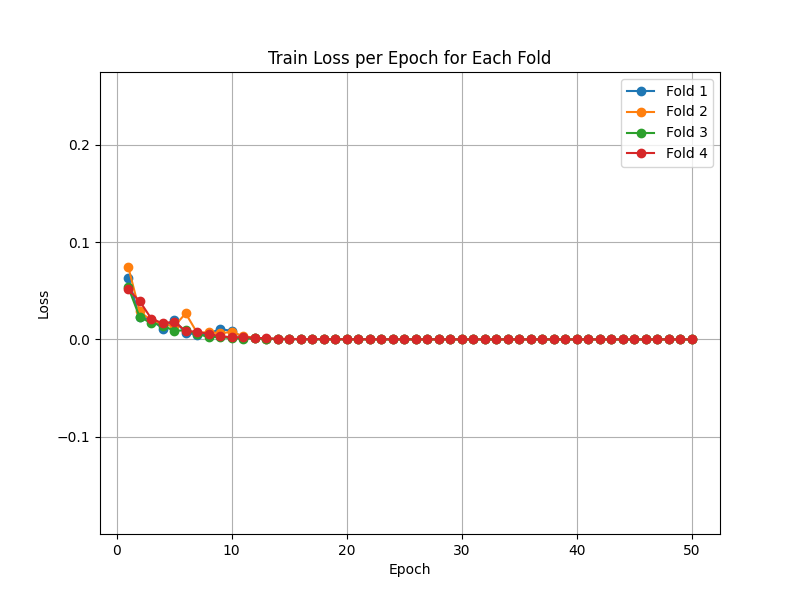 Train Loss per Epoch for Each Fold
Fold 1
Fold 2
Fold 3
Fold 4
0.2
0.1
0.0
−0.1
Loss
0 10 20 30 40 50
Epoch